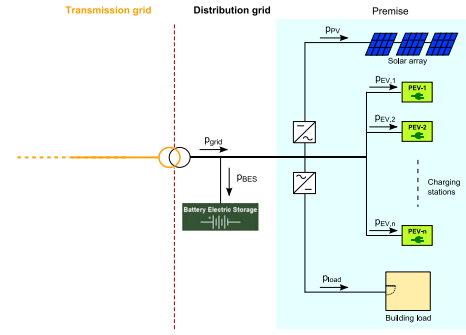 Transmission grid
Distribution grid
Premise
pPV
Solar array
pEV,1
PEV-1
pEV,2
PEV-2
pgrid
pBES
Battery Electric Storage
Charging
stations
pEV,n
PEV-n
pload
Building load